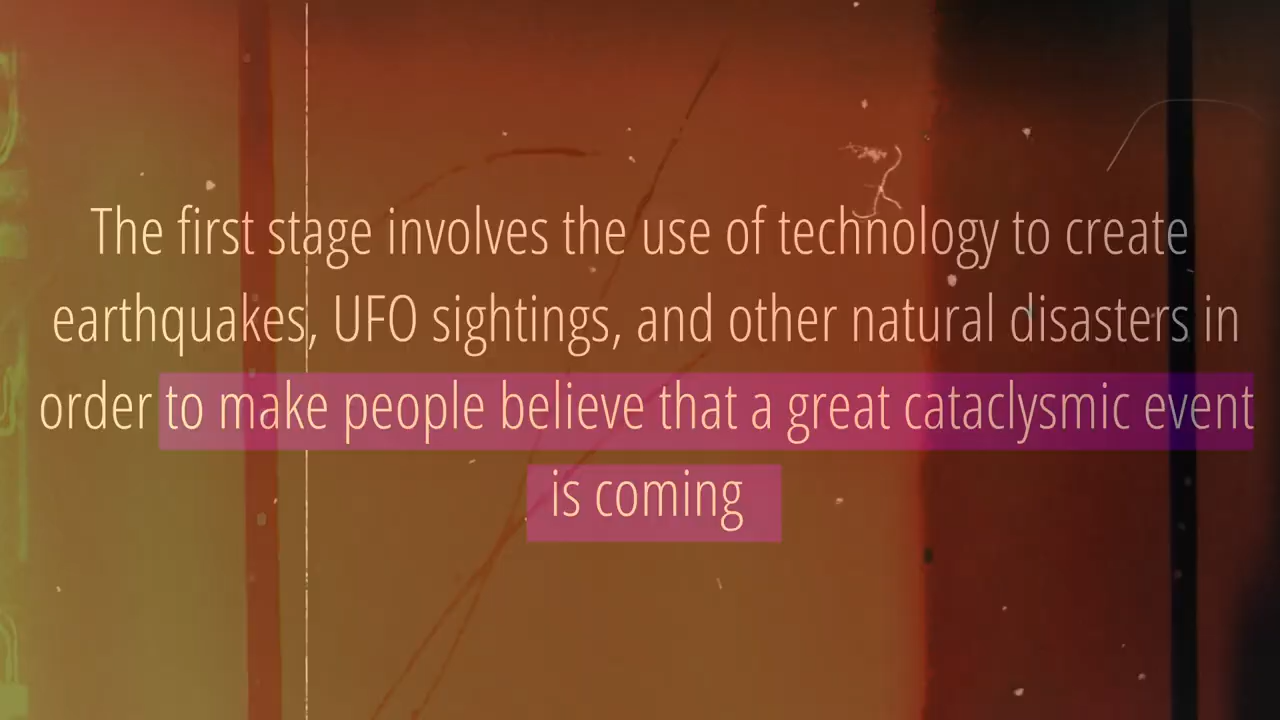 The first stage involves the use of technology to create
earthquakes, UFO sightings, and other natural disasters in
order to make people believe that a great cataclysmic event
is coming